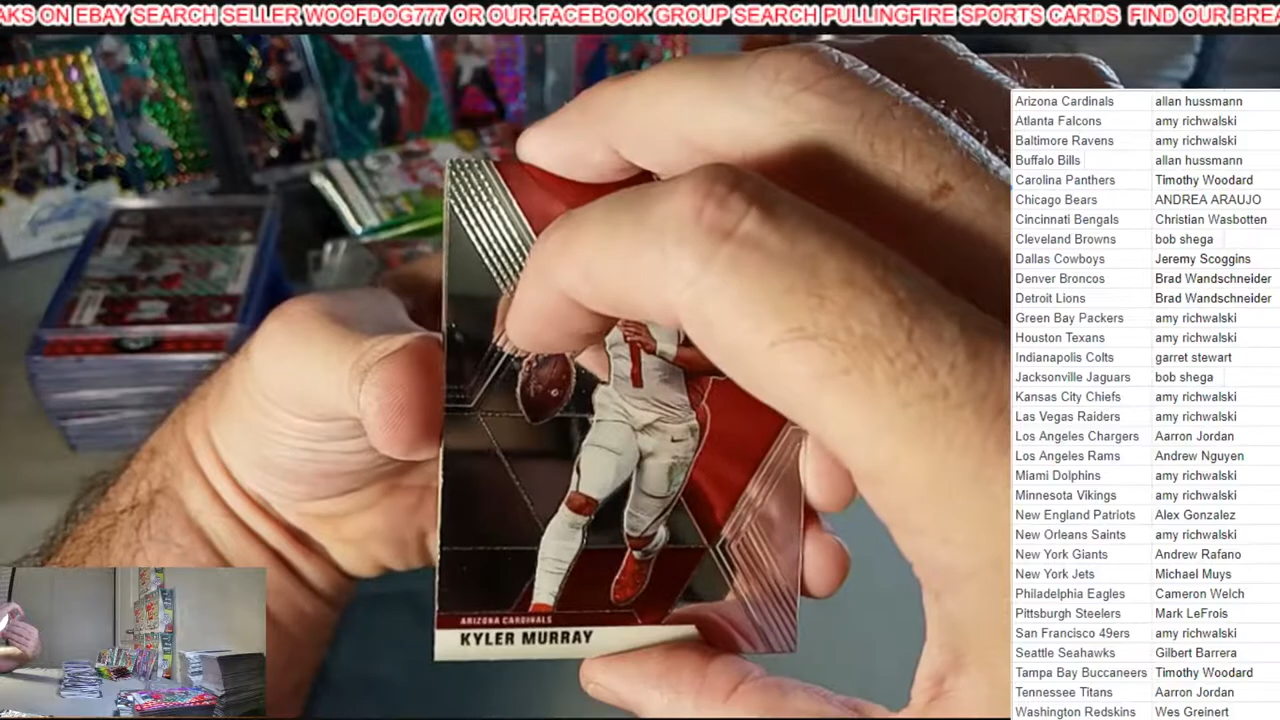 AKS ON EBAY SEARCH SELLER WOOFDOG777 OR OUR FACEBOOK GROUP SEARCH PULLINGFIRE SPORTS CARDS FIND OUR BREA
Arizona Cardinals allan hussmann
Atlanta Falcons amy richwalski
Baltimore Ravens amy richwalski
Buffalo Bills allan hussmann
Carolina Panthers Timothy Woodard
Chicago Bears ANDREA ARAUJO
Cincinnati Bengals Christian Wasbotten
Cleveland Browns bob shega
Dallas Cowboys Jeremy Scoggins
Denver Broncos Brad Wandschneider
Detroit Lions Brad Wandschneider
Green Bay Packers amy richwalski
Houston Texans amy richwalski
Indianapolis Colts garret stewart
Jacksonville Jaguars bob shega
Kansas City Chiefs amy richwalski
Las Vegas Raiders amy richwalski
Los Angeles Chargers Aarron Jordan
Los Angeles Rams Andrew Nguyen
Miami Dolphins amy richwalski
Minnesota Vikings amy richwalski
New England Patriots Alex Gonzalez
New Orleans Saints amy richwalski
New York Giants Andrew Rafano
New York Jets Michael Muys
Philadelphia Eagles Cameron Welch
Pittsburgh Steelers Mark LeFrois
San Francisco 49ers amy richwalski
Seattle Seahawks Gilbert Barrera
Tampa Bay Buccaneers Timothy Woodard
Tennessee Titans Aarron Jordan
Washington Redskins Wes Greinert
1
ARIZONA CARDINALS
KYLER MURRAY